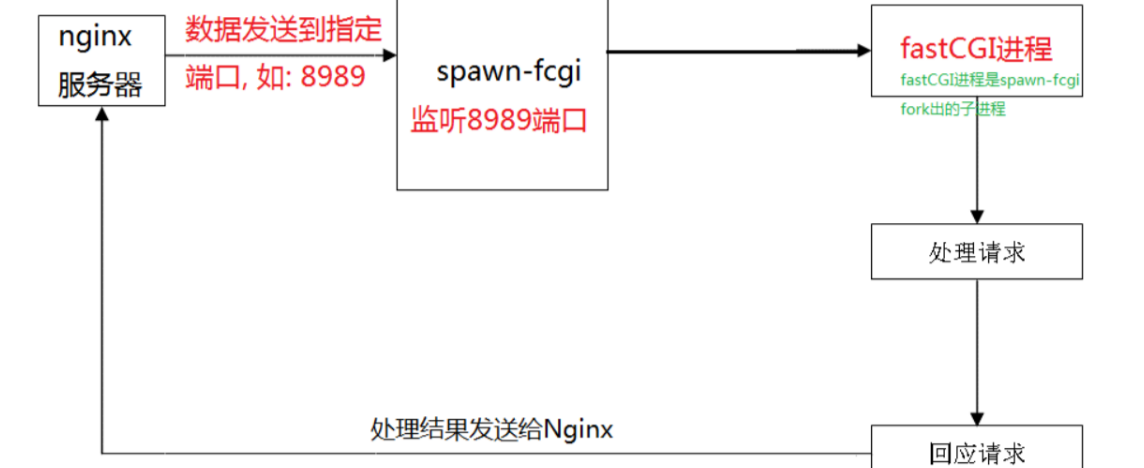 nginx
服务器
数据发送到指定
端口, 如: 8989
spawn-fcgi
监听8989端口
fastCGI进程
fastCGI进程是spawn-fcgi
fork出的子进程
处理请求
处理结果发送给Nginx
回应请求